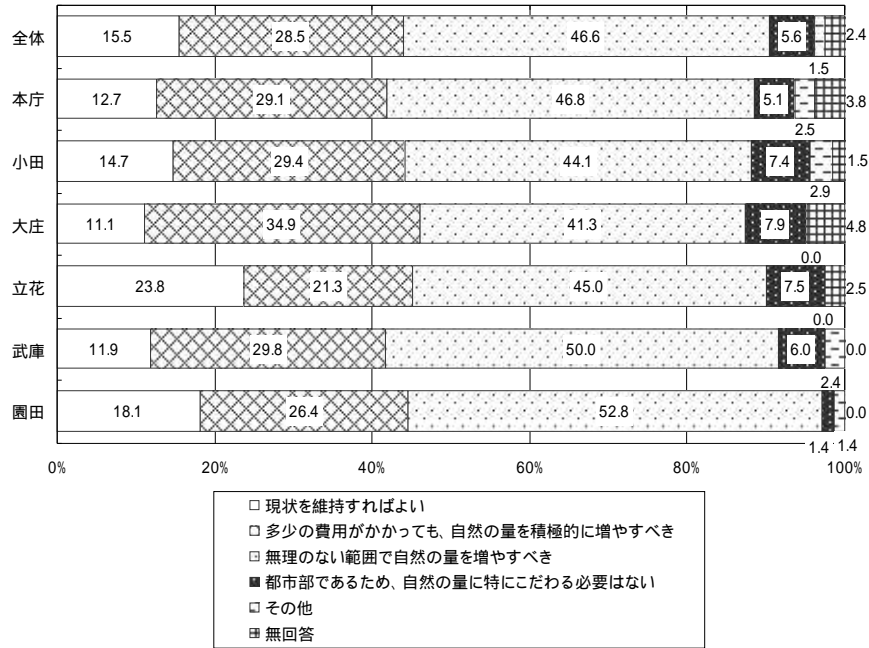 全体 15.5 28.5 46.6 5.6 2.4
1.5
本庁 12.7 29.1 46.8 5.1 3.8
2.5
小田 14.7 29.4 44.1 7.4 1.5
2.9
大庄 11.1 34.9 41.3 7.9 4.8
0.0
立花 23.8 21.3 45.0 7.5 2.5
0.0
武庫 11.9 29.8 50.0 6.0 0.0
2.4
園田 18.1 26.4 52.8 0.0
1.4 1.4
0% 20% 40% 60% 80% 100%
現状を維持すればよい
多少の費用がかかっても、自然の量を積極的に増やすべき
無理のない範囲で自然の量を増やすべき
都市部であるため、自然の量に特にこだわる必要はない
その他
無回答